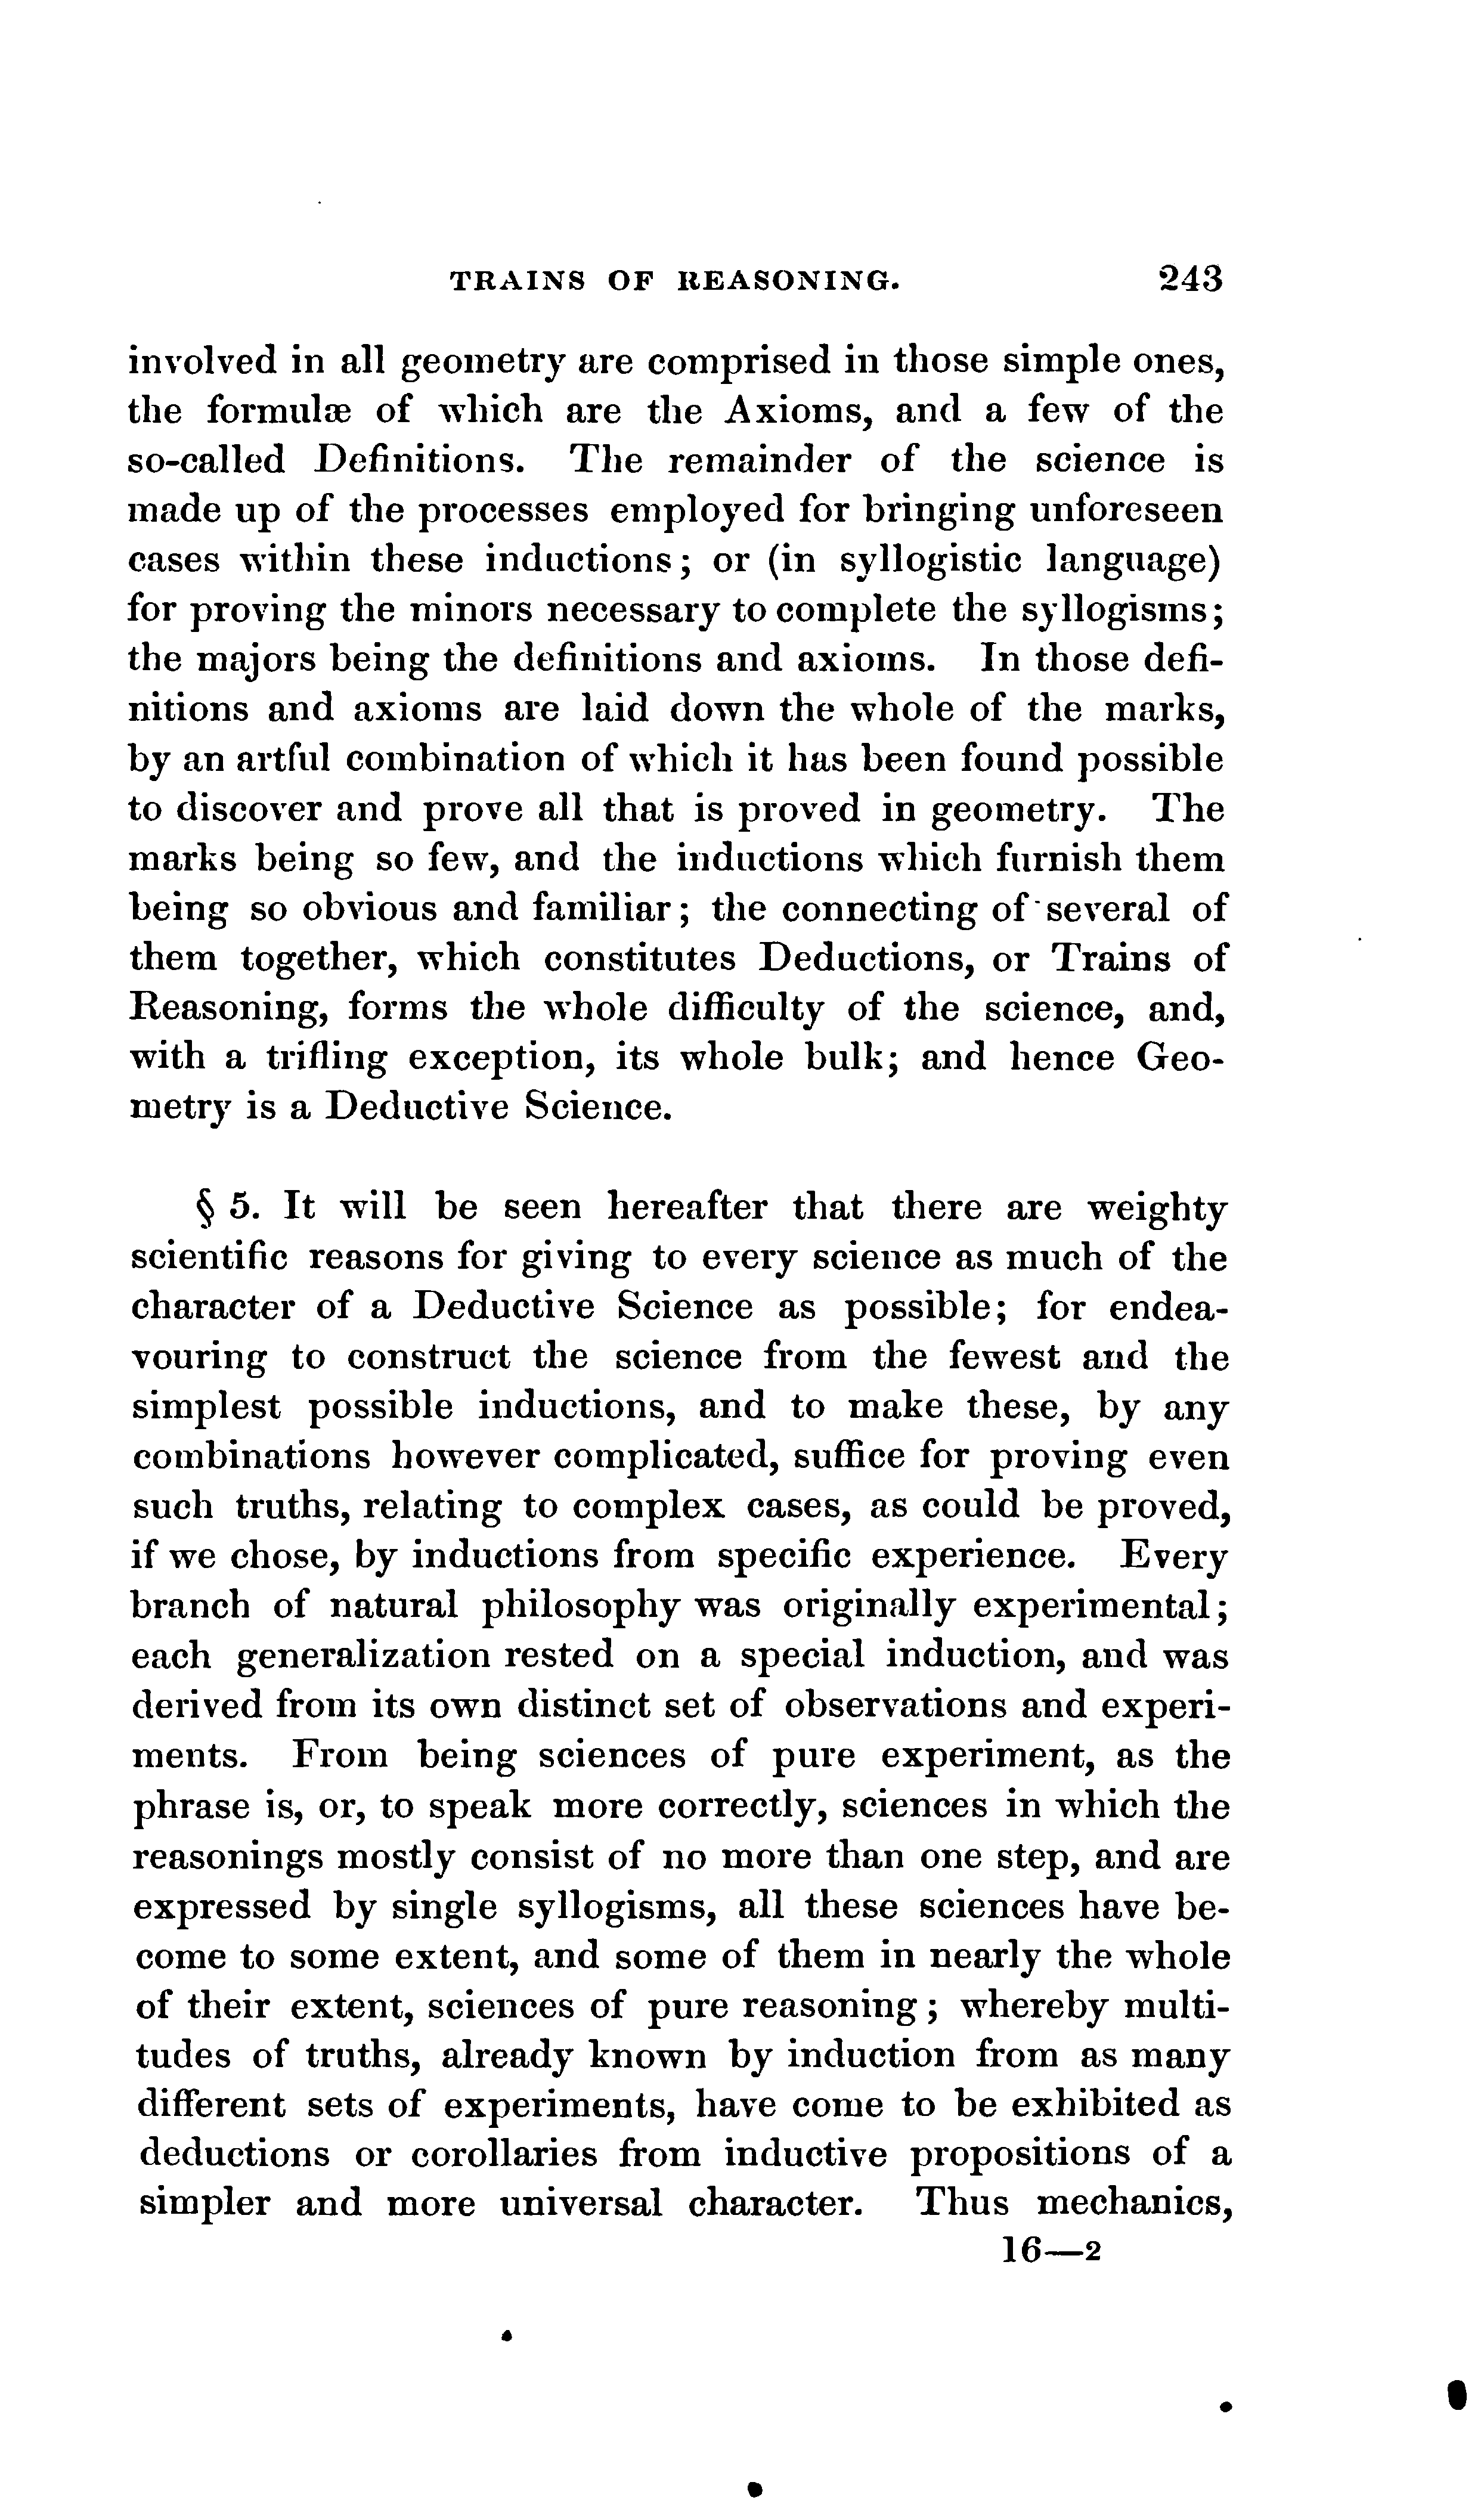 TRAINS OF REASONING. 243
involved in all geometry are comprised in those simple ones,
the formulæ of which are the Axioms, and a few of the
so-called Definitions. The remainder of the science is
made up of the processes employed for bringing unforeseen
cases within these inductions; or (in syllogistic language)
for proving the minors necessary to complete the syllogisms;
the majors being the definitions and axioms. In those defi-
nitions and axioms are laid down the whole of the marks,
by an artful combination of which it has been found possible
to discover and prove all that is proved in geometry. The
marks being so few, and the inductions which furnish them
being so obvious and familiar; the connecting of several of
them together, which constitutes Deductions, or Trains of
Reasoning, forms the whole difficulty of the science, and,
with a trifling exception, its whole bulk; and hence Geo-
metry is a Deductive Science.
§ 5. It will be seen hereafter that there are weighty
scientific reasons for giving to every science as much of the
character of a Deductive Science as possible; for endea-
vouring to construct the science from the fewest and the
simplest possible inductions, and to make these, by any
combinations however complicated, suffice for proving even
such truths, relating to complex cases, as could be proved,
if we chose, by inductions from specific experience. Every
branch of natural philosophy was originally experimental;
each generalization rested on a special induction, and was
derived from its own distinct set of observations and experi-
ments. From being sciences of pure experiment, as the
phrase is, or, to speak more correctly, sciences in which the
reasonings mostly consist of no more than one step, and are
expressed by single syllogisms, all these sciences have be-
come to some extent, and some of them in nearly the whole
of their extent, sciences of pure reasoning; whereby multi-
tudes of truths, already known by induction from as many
different sets of experiments, have come to be exhibited as
deductions or corollaries from inductive propositions of a
simpler and more universal character. Thus mechanics,
16—2